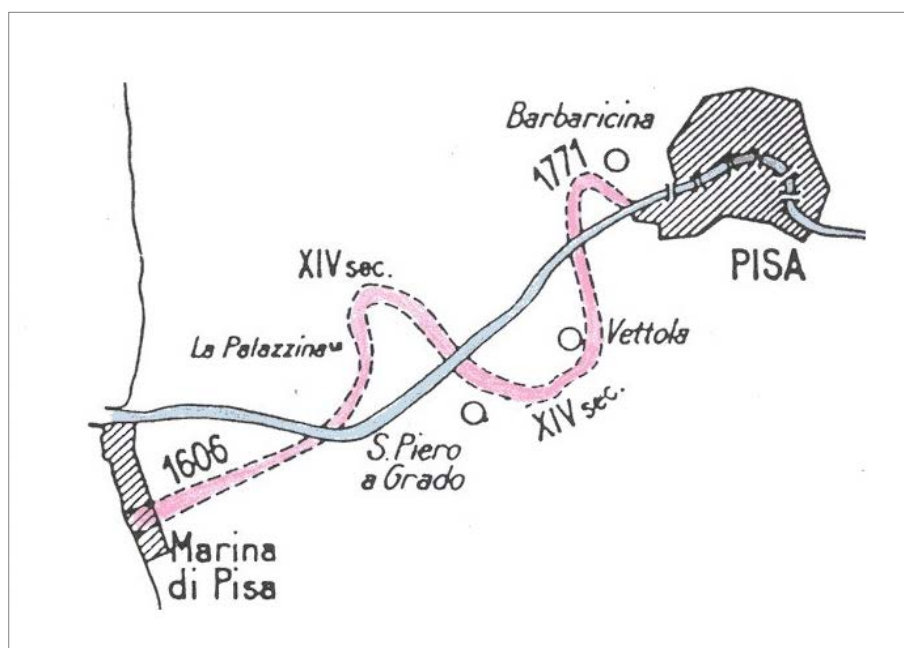 Barbaricina
1771
PISA
XIV sec.
La Palazzina
Vettola
XIV sec.
S. Piero
a Grado
1606
Marina
di Pisa